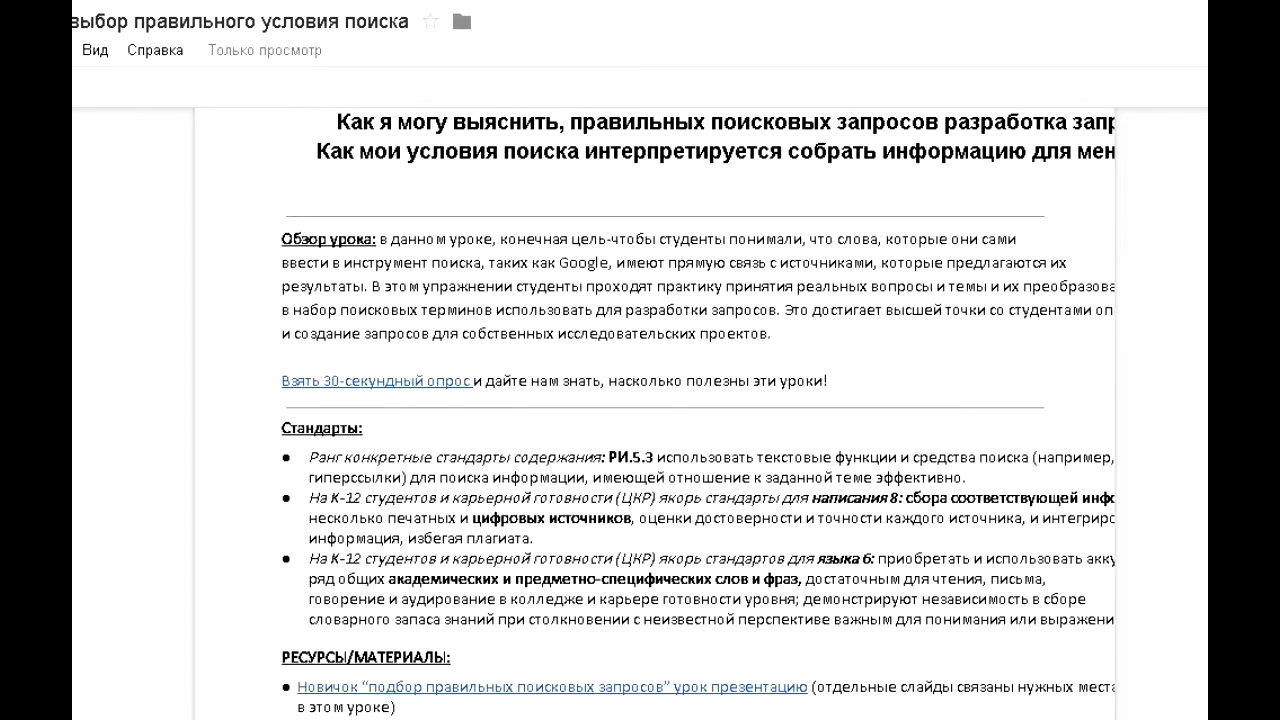 выбор правильного условия поиска
Вид Справка Только просмотр
Как я могу выяснить, правильных поисковых запросов разработка
Как мои условия поиска интерпретируется собрать информацию для
Обзор урока: в данном уроке, конечная цель-чтобы студенты понимали, что слова, которые они сами
ввести в инструмент поиска, таких как Google, имеют прямую связь с источниками, которые предлагаются их
результаты. В этом упражнении студенты проходят практику принятия реальных вопросы и темы и их
в набор поисковых терминов использовать для разработки запросов. Это достигает высшей точки со студентами
и создание запросов для собственных исследовательских проектов.
Взять 30-секундный опрос и дайте нам знать, насколько полезны эти уроки!
Стандарты:
● Ранг конкретные стандарты содержания: РИ.5.3 использовать текстовые функции и средства поиска (например,
гиперссылки) для поиска информации, имеющей отношение к заданной теме эффективно.
● На К-12 студентов и карьерной готовности (ЦКР) якорь стандарты для написания 8: сбора соответствующей
несколько печатных и цифровых источников, оценки достоверности и точности каждого источника, и
информация, избегая плагиата.
● На К-12 студентов и карьерной готовности (ЦКР) якорь стандартов для языка 6: приобретать и использовать
ряд общих академических и предметно-специфических слов и фраз, достаточным для чтения, письма,
говорение и аудирование в колледже и карьере готовности уровня; демонстрируют независимость в сборе
словарного запаса знаний при столкновении с неизвестной перспективе важным для понимания или
РЕСУРСЫ/МАТЕРИАЛЫ:
● Новичок “подбор правильных поисковых запросов” урок презентацию (отдельные слайды связаны нужных
в этом уроке)